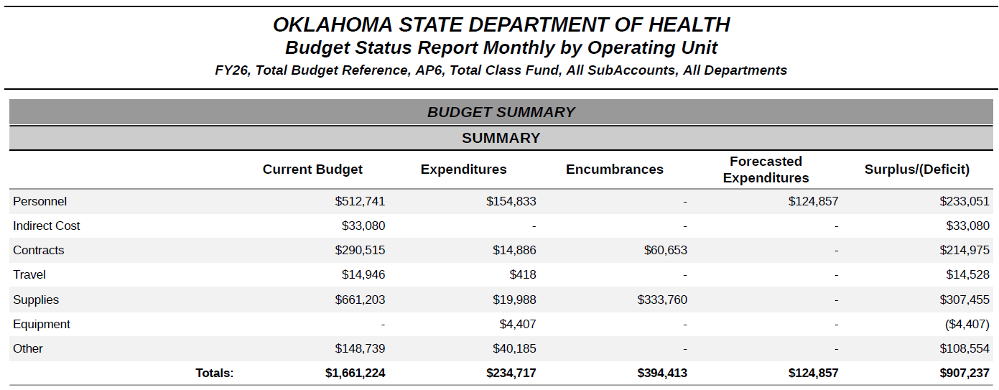 OKLAHOMA STATE DEPARTMENT OF HEALTH
Budget Status Report Monthly by Operating Unit
FY26, Total Budget Reference, AP6, Total Class Fund, All SubAccounts, All Departments
BUDGET SUMMARY
SUMMARY
Current Budget Expenditures Encumbrances Forecasted Expenditures Surplus/(Deficit)
Personnel $512,741 $154,833 - $124,857 $233,051
Indirect Cost $33,080 - - - $33,080
Contracts $290,515 $14,886 $60,653 - $214,975
Travel $14,946 $418 - - $14,528
Supplies $661,203 $19,988 $333,760 - $307,455
Equipment - $4,407 - - ($4,407)
Other $148,739 $40,185 - - $108,554
Totals: $1,661,224 $234,717 $394,413 $124,857 $907,237